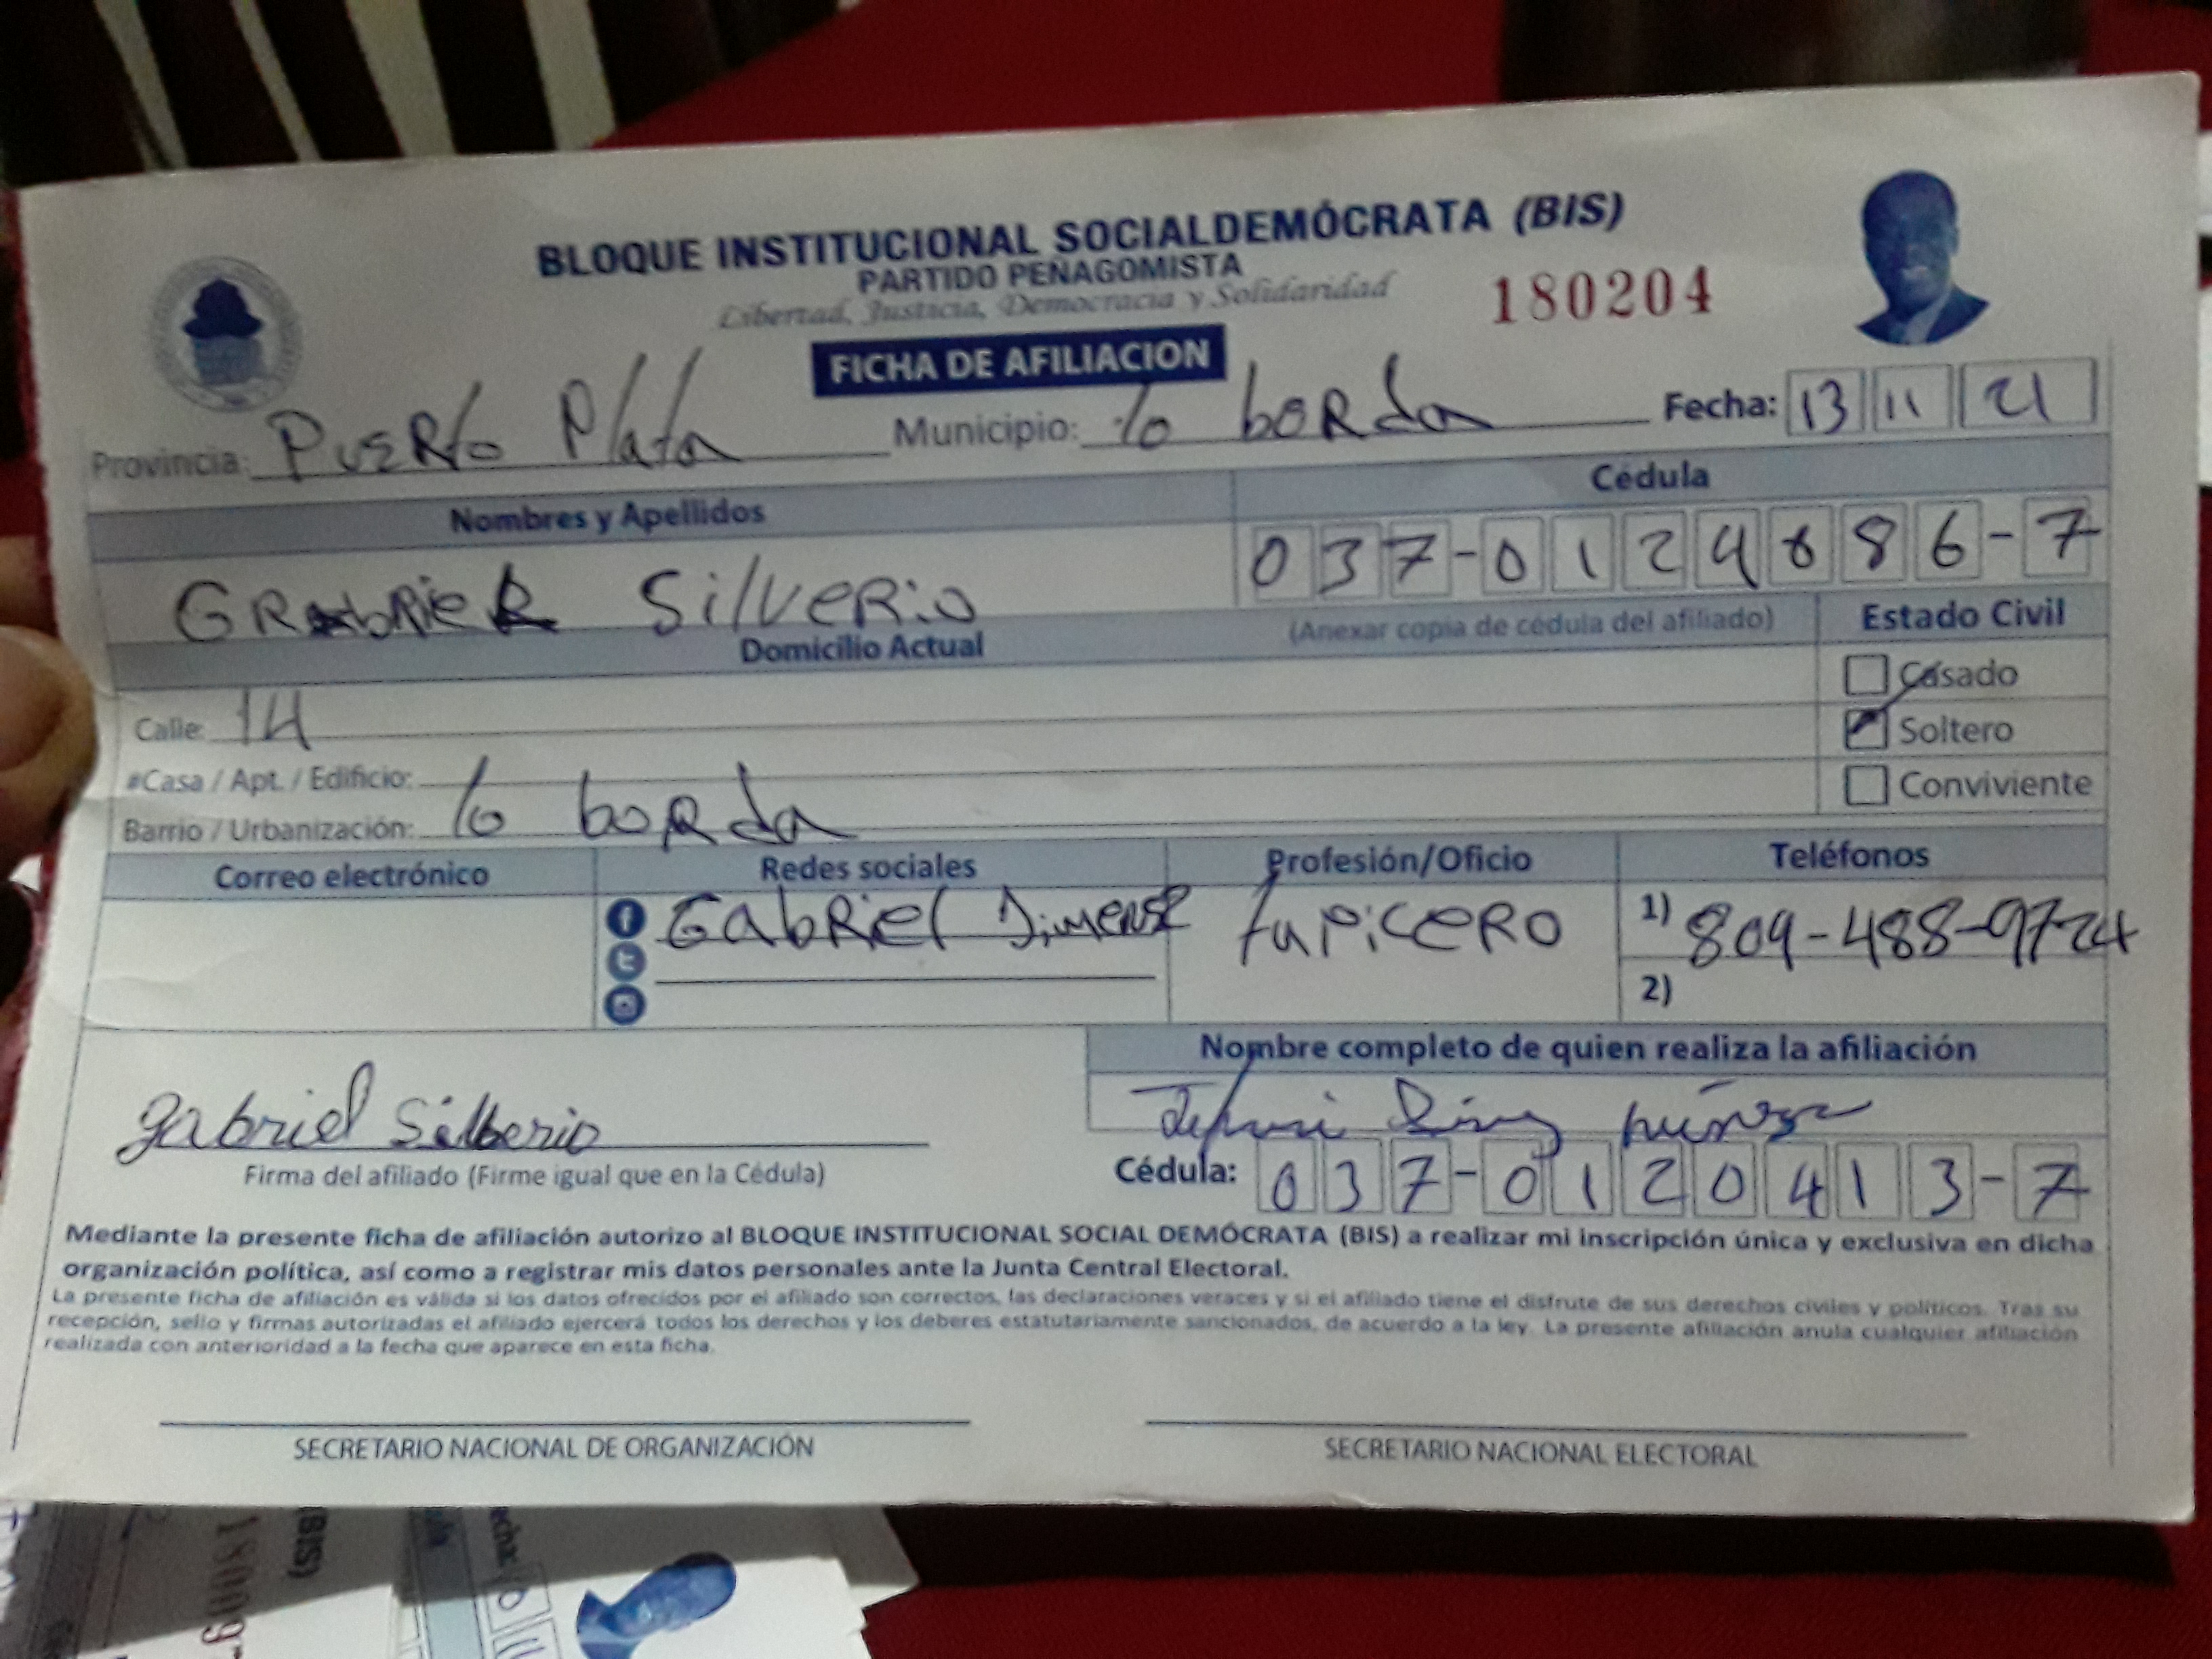 BLOQUE INSTITUCIONAL SOCIALDEMÓCRATA (BIS)
PARTIDO PEÑAGOMISTA
Libertad, Justicia, Democracia y Solidaridad
180204
FICHA DE AFILIACION
Provincia: Puerto Plata Municipio: lo borda Fecha: 13 11 21
Nombres y Apellidos Cédula
Silverio 037-0124886-7
(Anexar copia de cédula del afiliado)
Domicilio Actual Estado Civil
Casado
Calle: 14 Soltero
#Casa / Apt. / Edificio: Conviviente
Barrio / Urbanización: lo borda
Correo electrónico Redes sociales Profesión/Oficio Teléfonos
Gabriel tapicero 1) 809-488-9724
2)
Nombre completo de quien realiza la afiliación
gabriel Silberio
Firma del afiliado (Firme igual que en la Cédula) Cédula: 037-0120413-7
Mediante la presente ficha de afiliación autorizo al BLOQUE INSTITUCIONAL SOCIAL DEMÓCRATA (BIS) a realizar mi inscripción única y exclusiva en dicha
organización política, así como a registrar mis datos personales ante la Junta Central Electoral.
La presente ficha de afiliación es válida si los datos ofrecidos por el afiliado son correctos, las declaraciones veraces y si el afiliado tiene el disfrute de sus derechos civiles y políticos. Tras su
recepción, sello y firmas autorizadas el afiliado ejercerá todos los derechos y los deberes estatutariamente sancionados, de acuerdo a la ley. La presente afiliación anula cualquier afiliación
realizada con anterioridad a la fecha que aparece en esta ficha.
SECRETARIO NACIONAL DE ORGANIZACIÓN SECRETARIO NACIONAL ELECTORAL
(BIS)